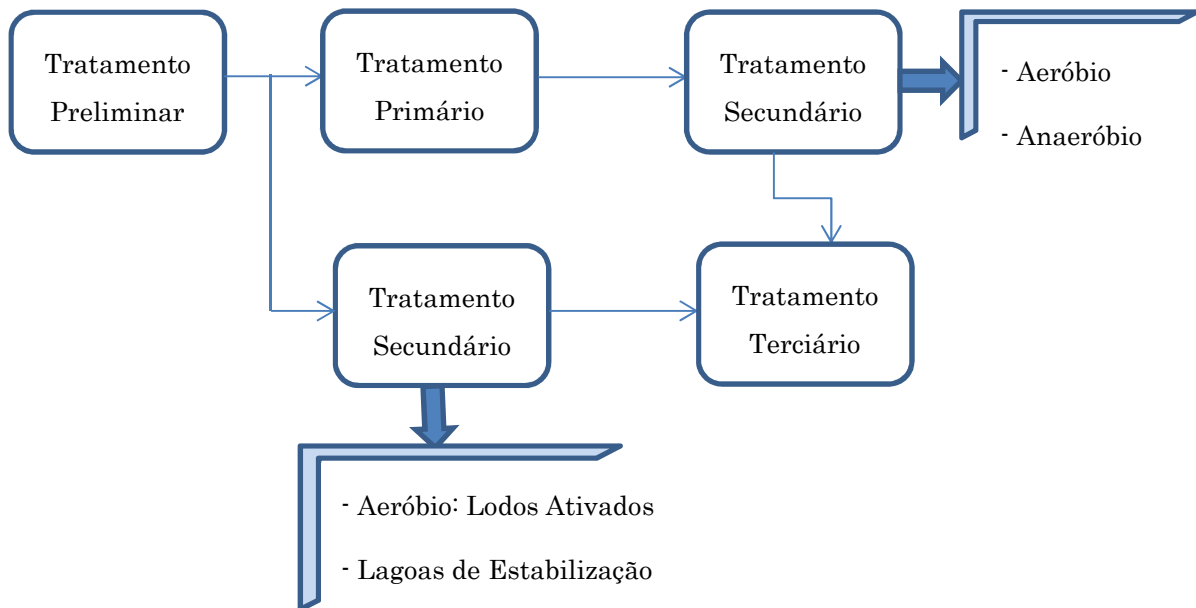 Tratamento
Preliminar
Tratamento
Primário
Tratamento
Secundário
- Aeróbio
- Anaeróbio
Tratamento
Secundário
Tratamento
Terciário
- Aeróbio: Lodos Ativados
- Lagoas de Estabilização